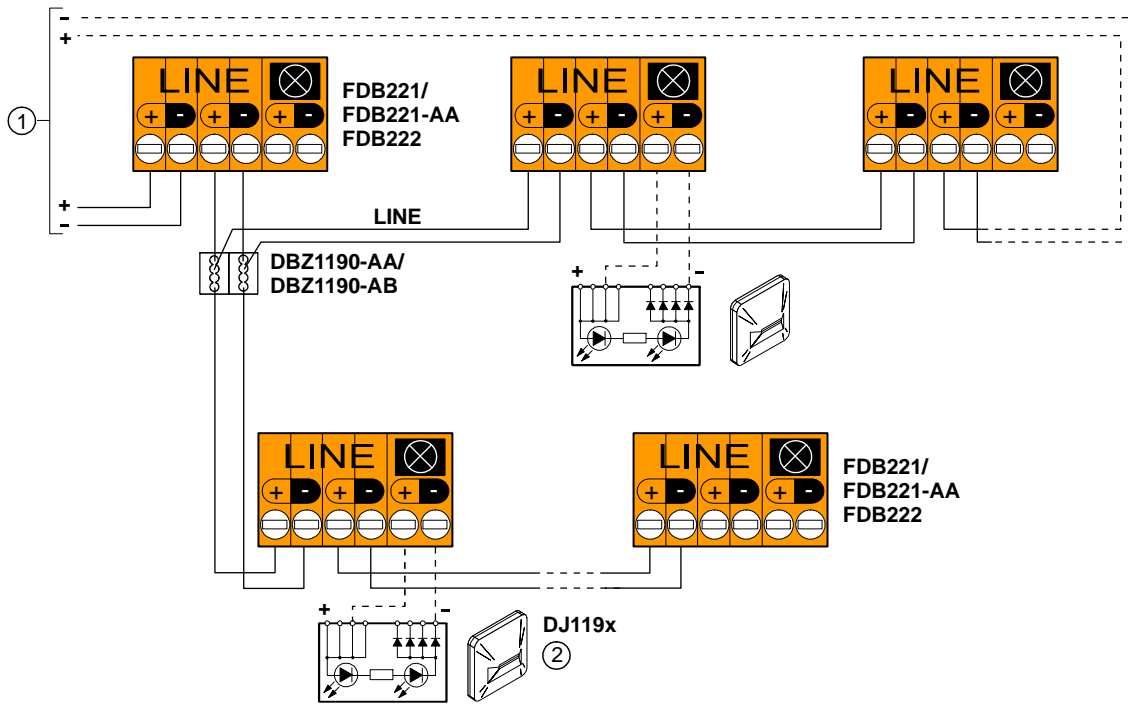 -
+
LINE
LINE
LINE
FDB221/
FDB221-AA
FDB222
+ - + - + -
+ - + - + -
+ - + - + -
1
+
-
LINE
DBZ1190-AA/
DBZ1190-AB
+ -
LINE
LINE
+ - + - + -
+ - + - + -
FDB221/
FDB221-AA
FDB222
+ -
DJ119x
2